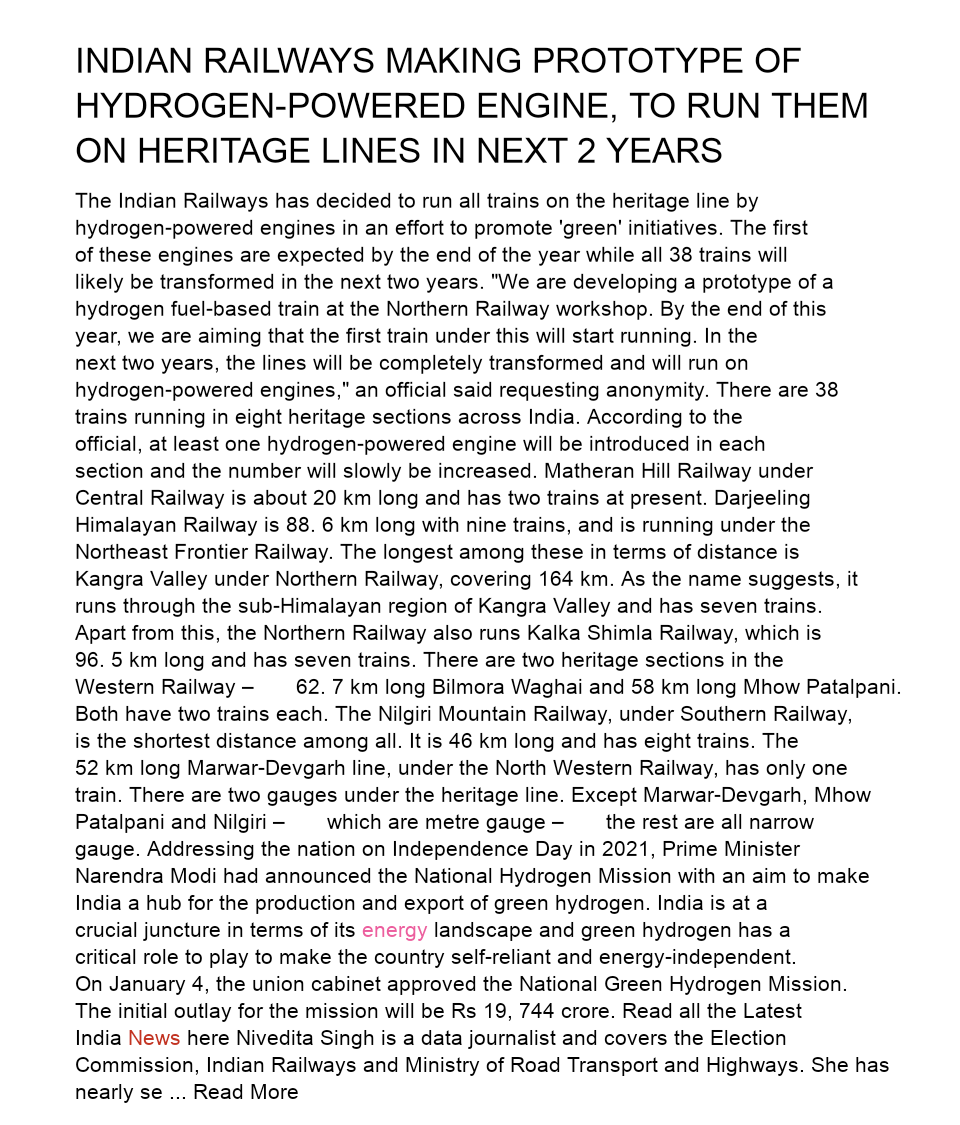 INDIAN RAILWAYS MAKING PROTOTYPE OF
HYDROGEN-POWERED ENGINE, TO RUN THEM
ON HERITAGE LINES IN NEXT 2 YEARS
The Indian Railways has decided to run all trains on the heritage line by
hydrogen-powered engines in an effort to promote 'green' initiatives. The first
of these engines are expected by the end of the year while all 38 trains will
likely be transformed in the next two years. "We are developing a prototype of a
hydrogen fuel-based train at the Northern Railway workshop. By the end of this
year, we are aiming that the first train under this will start running. In the
next two years, the lines will be completely transformed and will run on
hydrogen-powered engines," an official said requesting anonymity. There are 38
trains running in eight heritage sections across India. According to the
official, at least one hydrogen-powered engine will be introduced in each
section and the number will slowly be increased. Matheran Hill Railway under
Central Railway is about 20 km long and has two trains at present. Darjeeling
Himalayan Railway is 88. 6 km long with nine trains, and is running under the
Northeast Frontier Railway. The longest among these in terms of distance is
Kangra Valley under Northern Railway, covering 164 km. As the name suggests, it
runs through the sub-Himalayan region of Kangra Valley and has seven trains.
Apart from this, the Northern Railway also runs Kalka Shimla Railway, which is
96. 5 km long and has seven trains. There are two heritage sections in the
Western Railway – 62. 7 km long Bilmora Waghai and 58 km long Mhow Patalpani.
Both have two trains each. The Nilgiri Mountain Railway, under Southern Railway,
is the shortest distance among all. It is 46 km long and has eight trains. The
52 km long Marwar-Devgarh line, under the North Western Railway, has only one
train. There are two gauges under the heritage line. Except Marwar-Devgarh, Mhow
Patalpani and Nilgiri – which are metre gauge – the rest are all narrow
gauge. Addressing the nation on Independence Day in 2021, Prime Minister
Narendra Modi had announced the National Hydrogen Mission with an aim to make
India a hub for the production and export of green hydrogen. India is at a
crucial juncture in terms of its energy landscape and green hydrogen has a
critical role to play to make the country self-reliant and energy-independent.
On January 4, the union cabinet approved the National Green Hydrogen Mission.
The initial outlay for the mission will be Rs 19, 744 crore. Read all the Latest
India News here Nivedita Singh is a data journalist and covers the Election
Commission, Indian Railways and Ministry of Road Transport and Highways. She has
nearly se ... Read More